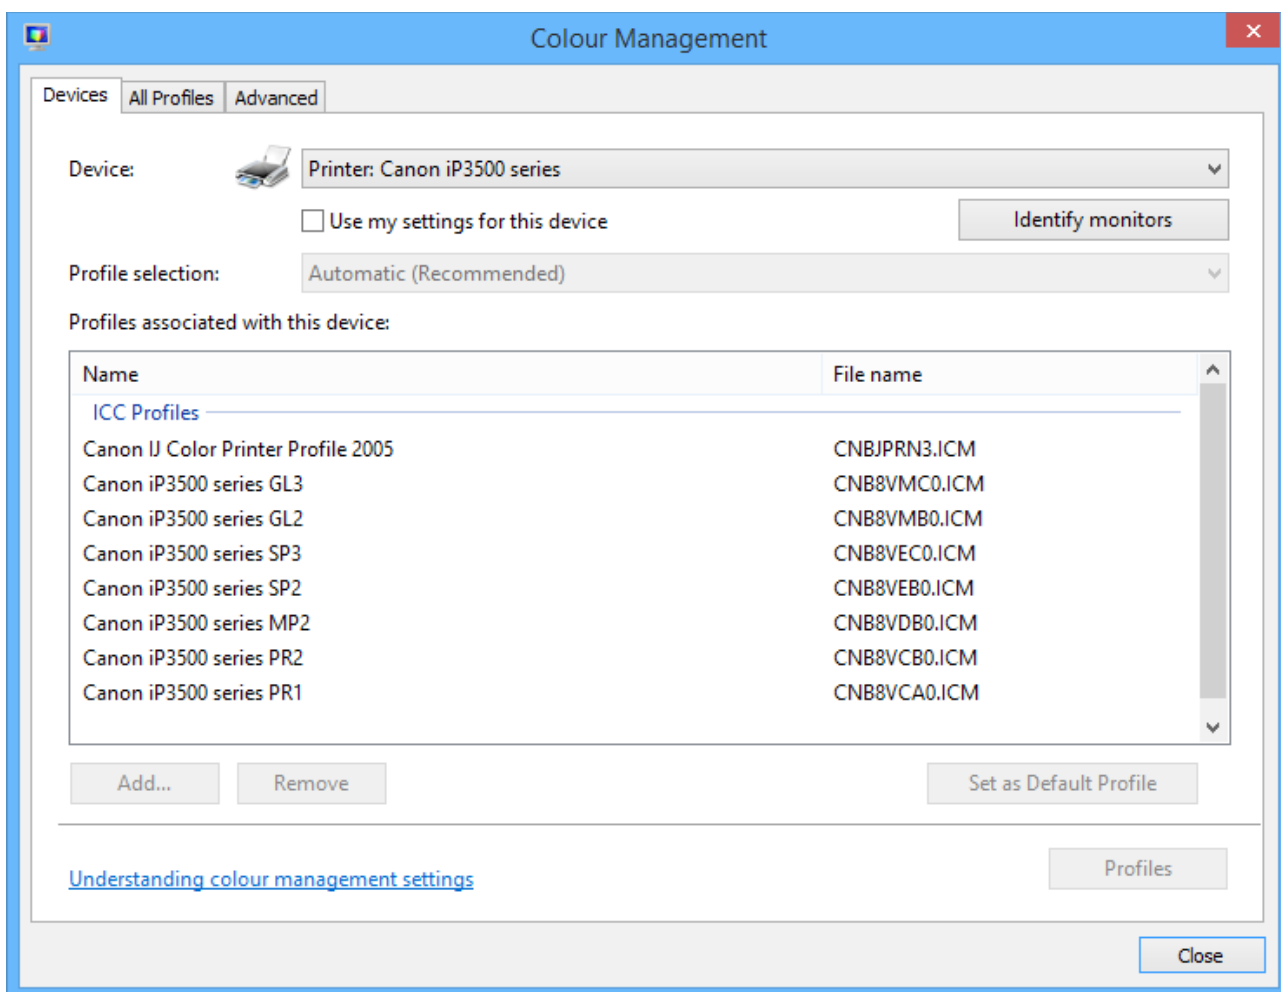 Colour Management
Devices All Profiles Advanced
Device: Printer: Canon iP3500 series
Use my settings for this device Identify monitors
Profile selection: Automatic (Recommended)
Profiles associated with this device:
Name File name
ICC Profiles
Canon IJ Color Printer Profile 2005 CNBJPRN3.ICM
Canon iP3500 series GL3 CNB8VMC0.ICM
Canon iP3500 series GL2 CNB8VMB0.ICM
Canon iP3500 series SP3 CNB8VEC0.ICM
Canon iP3500 series SP2 CNB8VEB0.ICM
Canon iP3500 series MP2 CNB8VDB0.ICM
Canon iP3500 series PR2 CNB8VCB0.ICM
Canon iP3500 series PR1 CNB8VCA0.ICM
Add... Remove Set as Default Profile
Understanding colour management settings Profiles
Close